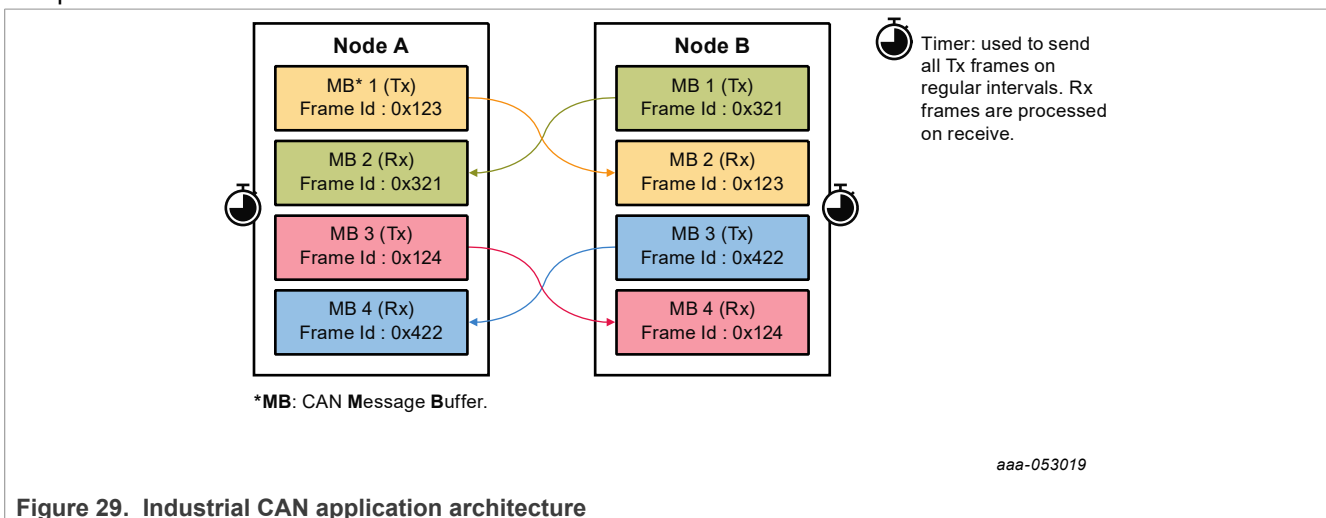 Node A
MB* 1 (Tx)
Frame Id : 0x123
MB 2 (Rx)
Frame Id : 0x321
MB 3 (Tx)
Frame Id : 0x124
MB 4 (Rx)
Frame Id : 0x422
Node B
MB 1 (Tx)
Frame Id : 0x321
MB 2 (Rx)
Frame Id : 0x123
MB 3 (Tx)
Frame Id : 0x422
MB 4 (Rx)
Frame Id : 0x124
Timer: used to send
all Tx frames on
regular intervals. Rx
frames are processed
on receive.
*MB: CAN Message Buffer.
aaa-053019
Figure 29. Industrial CAN application architecture